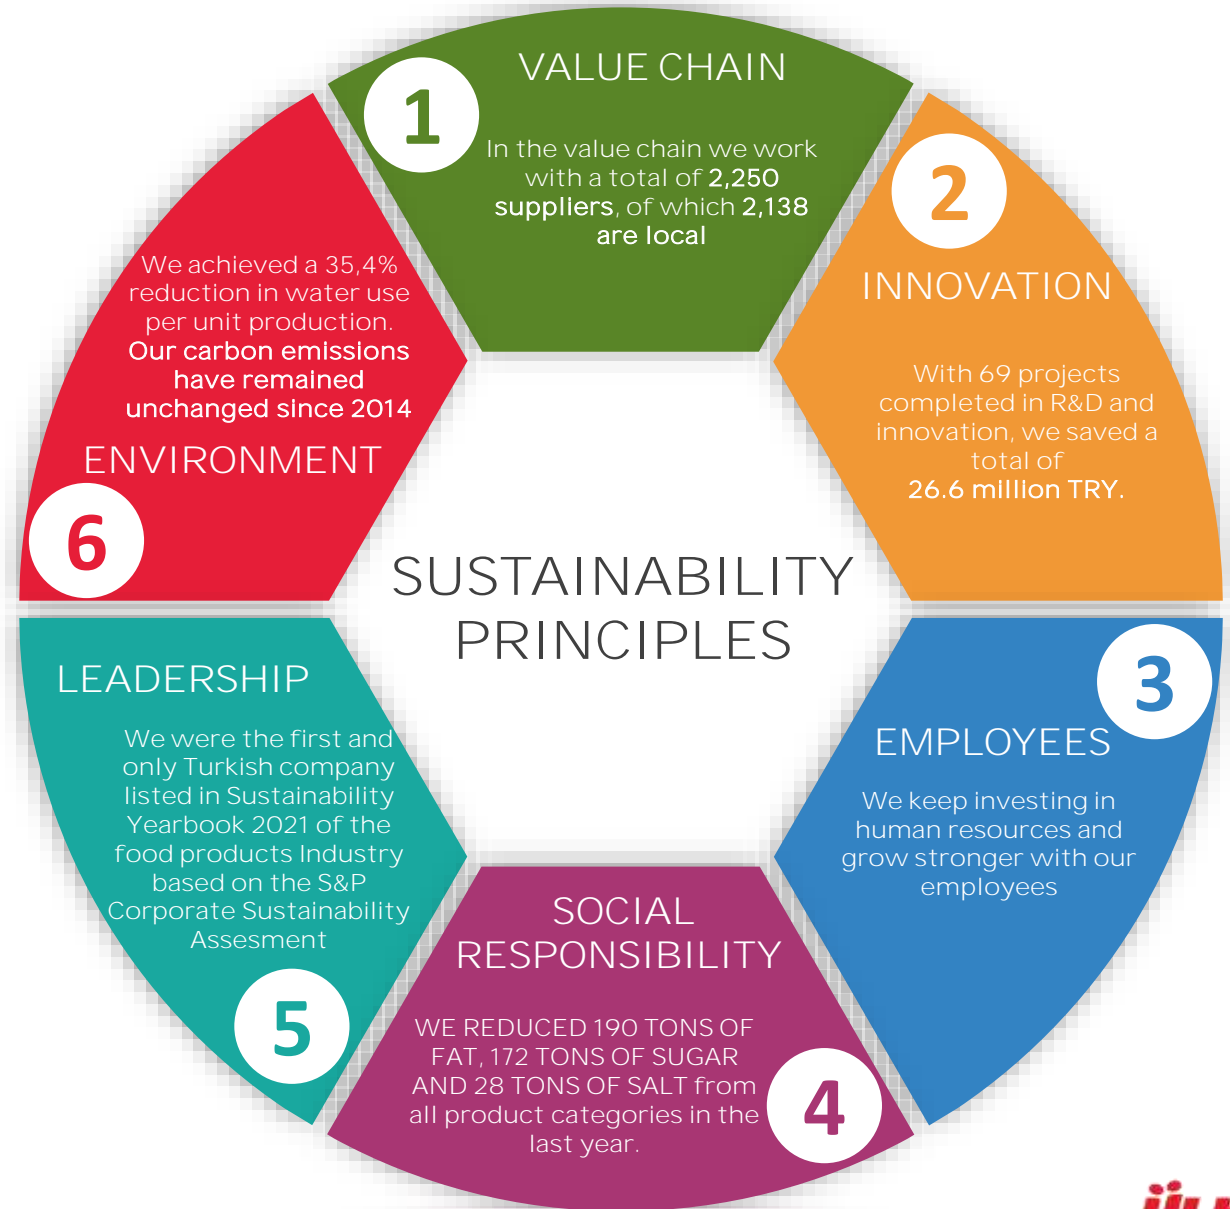 SUSTAINABILITY
PRINCIPLES
1
VALUE CHAIN
In the value chain we work
with a total of 2,250
suppliers, of which 2,138
are local
2
INNOVATION
With 69 projects
completed in R&D and
innovation, we saved a
total of
26.6 million TRY.
3
EMPLOYEES
We keep investing in
human resources and
grow stronger with our
employees
SOCIAL
RESPONSIBILITY
WE REDUCED 190 TONS OF
FAT, 172 TONS OF SUGAR
AND 28 TONS OF SALT from
all product categories in the
last year.
4
LEADERSHIP
We were the first and
only Turkish company
listed in Sustainability
Yearbook 2021 of the
food products Industry
based on the S&P
Corporate Sustainability
Assesment
5
We achieved a 35,4%
reduction in water use
per unit production.
Our carbon emissions
have remained
unchanged since 2014
ENVIRONMENT
6